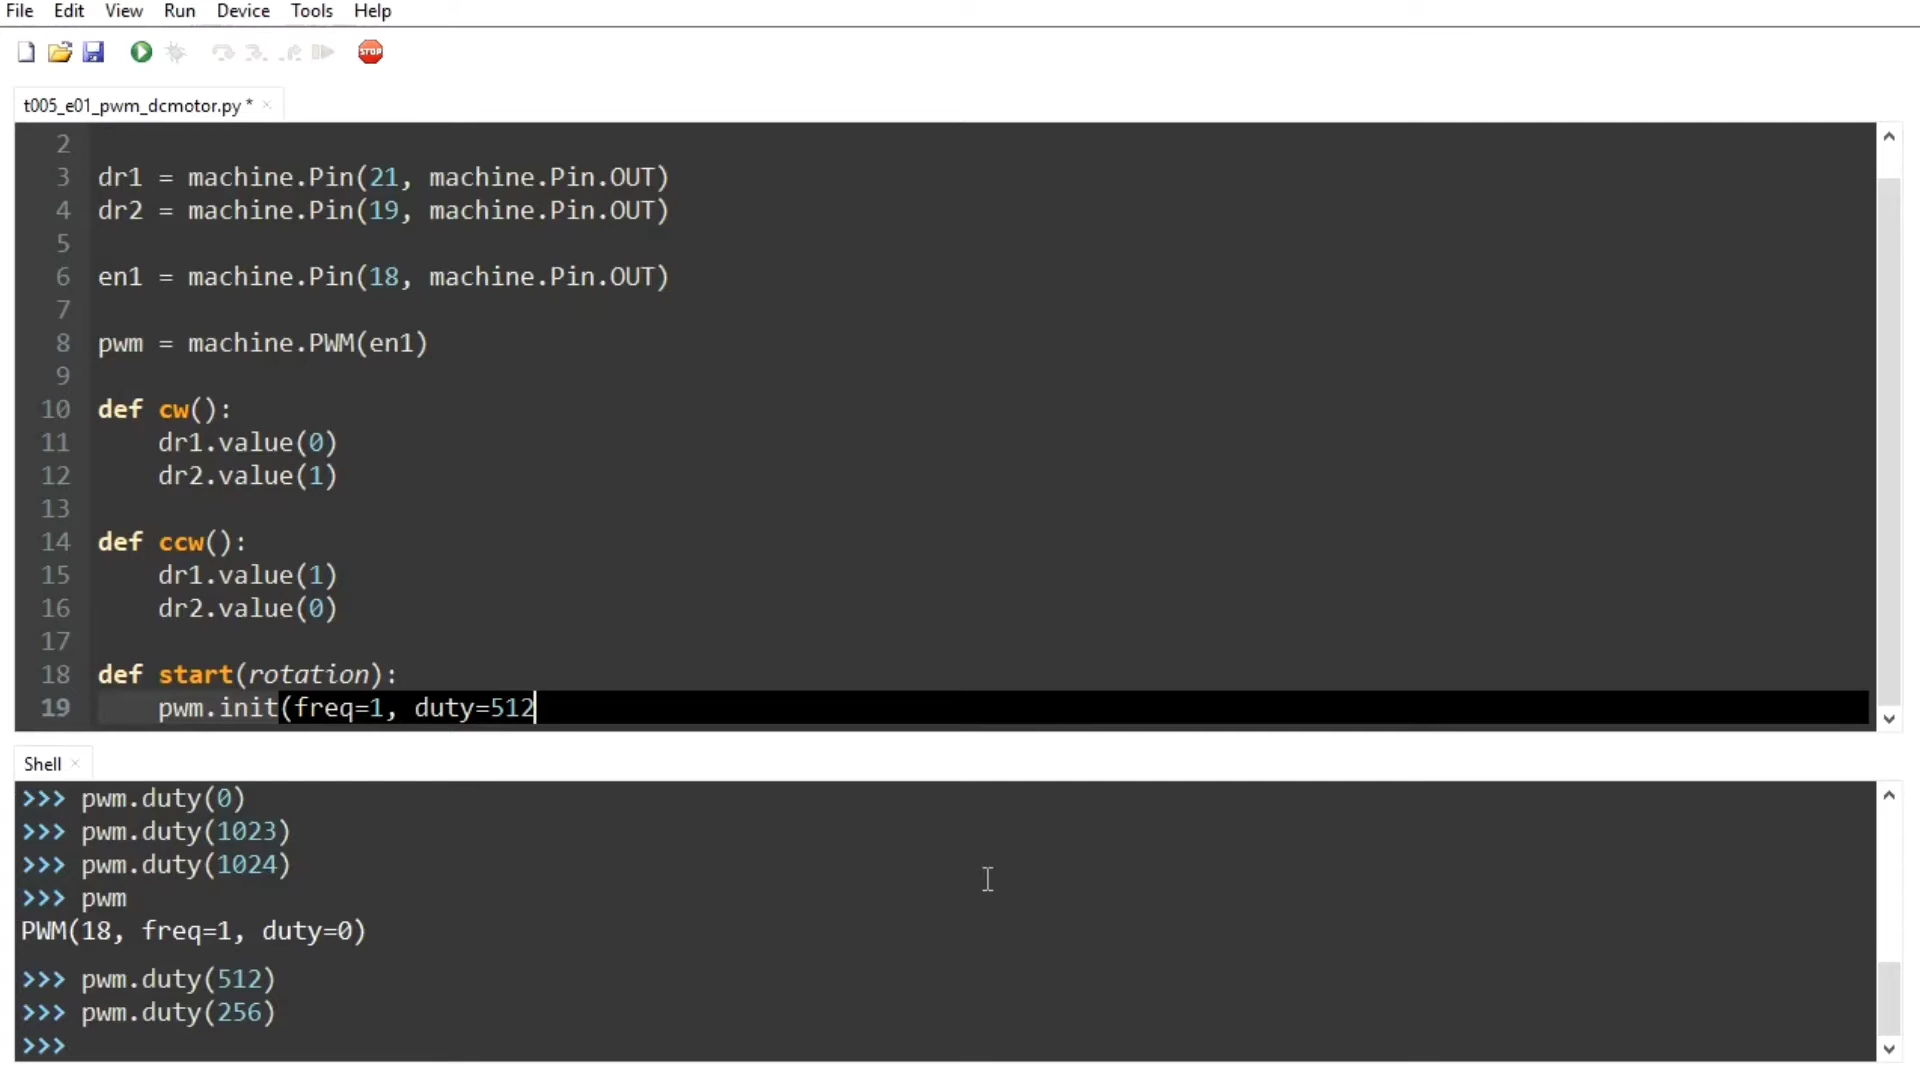 File Edit View Run Device Tools Help
STOP
t005_e01_pwm_dcmotor.py * ×
2
3 dr1 = machine.Pin(21, machine.Pin.OUT)
4 dr2 = machine.Pin(19, machine.Pin.OUT)
5
6 en1 = machine.Pin(18, machine.Pin.OUT)
7
8 pwm = machine.PWM(en1)
9
10 def cw():
11     dr1.value(0)
12     dr2.value(1)
13
14 def ccw():
15     dr1.value(1)
16     dr2.value(0)
17
18 def start(rotation):
19     pwm.init(freq=1, duty=512
Shell ×
>>> pwm.duty(0)
>>> pwm.duty(1023)
>>> pwm.duty(1024)
>>> pwm
PWM(18, freq=1, duty=0)
>>> pwm.duty(512)
>>> pwm.duty(256)
>>>